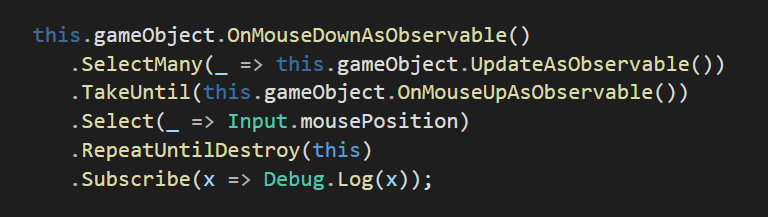 this.gameObject.OnMouseDownAsObservable()
.SelectMany(_ => this.gameObject.UpdateAsObservable())
.TakeUntil(this.gameObject.OnMouseUpAsObservable())
.Select(_ => Input.mousePosition)
.RepeatUntilDestroy(this)
.Subscribe(x => Debug.Log(x));